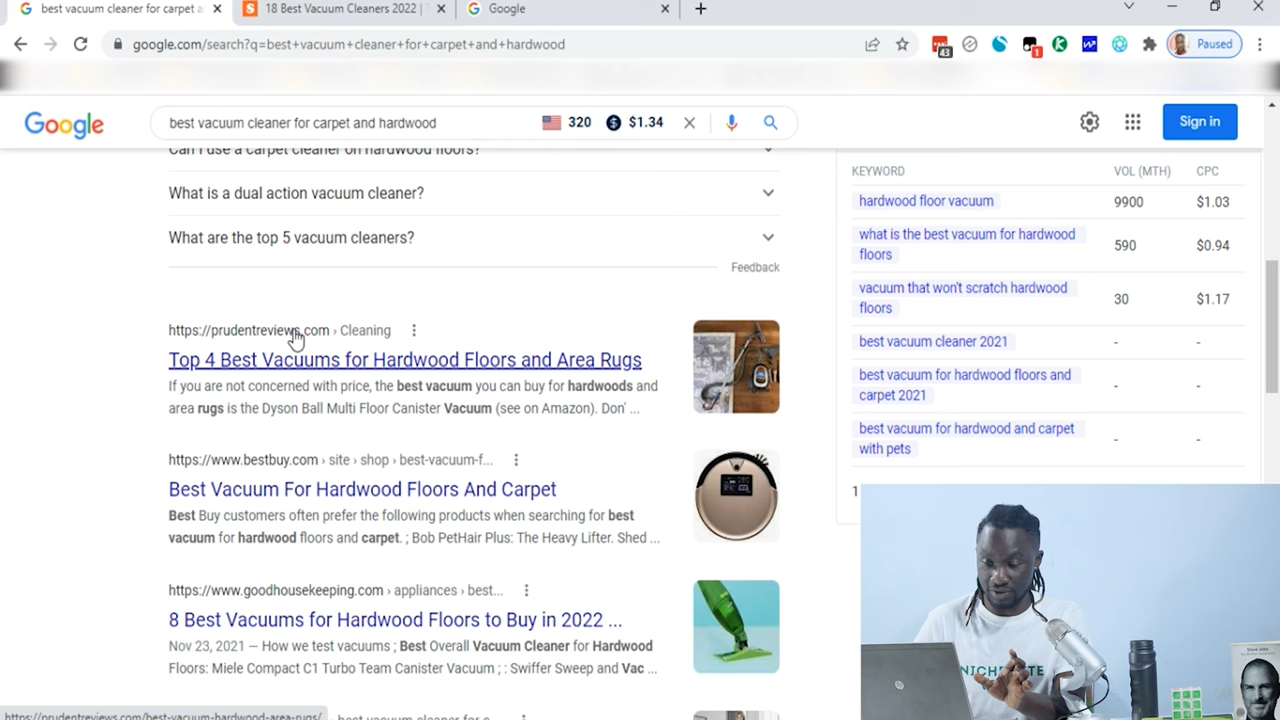 best vacuum cleaner for carpet a
18 Best Vacuum Cleaners 2022 |
Google
google.com/search?q=best+vacuum+cleaner+for+carpet+and+hardwood
43
1
Paused
Google
best vacuum cleaner for carpet and hardwood
320
$1.34
Sign in
Can I use a carpet cleaner on hardwood floors?
What is a dual action vacuum cleaner?
What are the top 5 vacuum cleaners?
Feedback
https://prudentreviews.com › Cleaning
Top 4 Best Vacuums for Hardwood Floors and Area Rugs
If you are not concerned with price, the best vacuum you can buy for hardwoods and
area rugs is the Dyson Ball Multi Floor Canister Vacuum (see on Amazon). Don' ...
https://www.bestbuy.com › site › shop › best-vacuum-f...
Best Vacuum For Hardwood Floors And Carpet
Best Buy customers often prefer the following products when searching for best
vacuum for hardwood floors and carpet. ; Bob PetHair Plus: The Heavy Lifter. Shed ...
https://www.goodhousekeeping.com › appliances › best...
8 Best Vacuums for Hardwood Floors to Buy in 2022 ...
Nov 23, 2021 — How we test vacuums ; Best Overall Vacuum Cleaner for Hardwood
Floors: Miele Compact C1 Turbo Team Canister Vacuum ; : Swiffer Sweep and Vac ...
https://prudentreviews.com/best-vacuum-hardwood-area-rugs/
› best vacuum cleaner for c...
KEYWORD VOL (MTH) CPC
hardwood floor vacuum 9900 $1.03
what is the best vacuum for hardwood
floors 590 $0.94
vacuum that won't scratch hardwood
floors 30 $1.17
best vacuum cleaner 2021 - -
best vacuum for hardwood floors and
carpet 2021 - -
best vacuum for hardwood and carpet
with pets - -
1
Steve Jobs